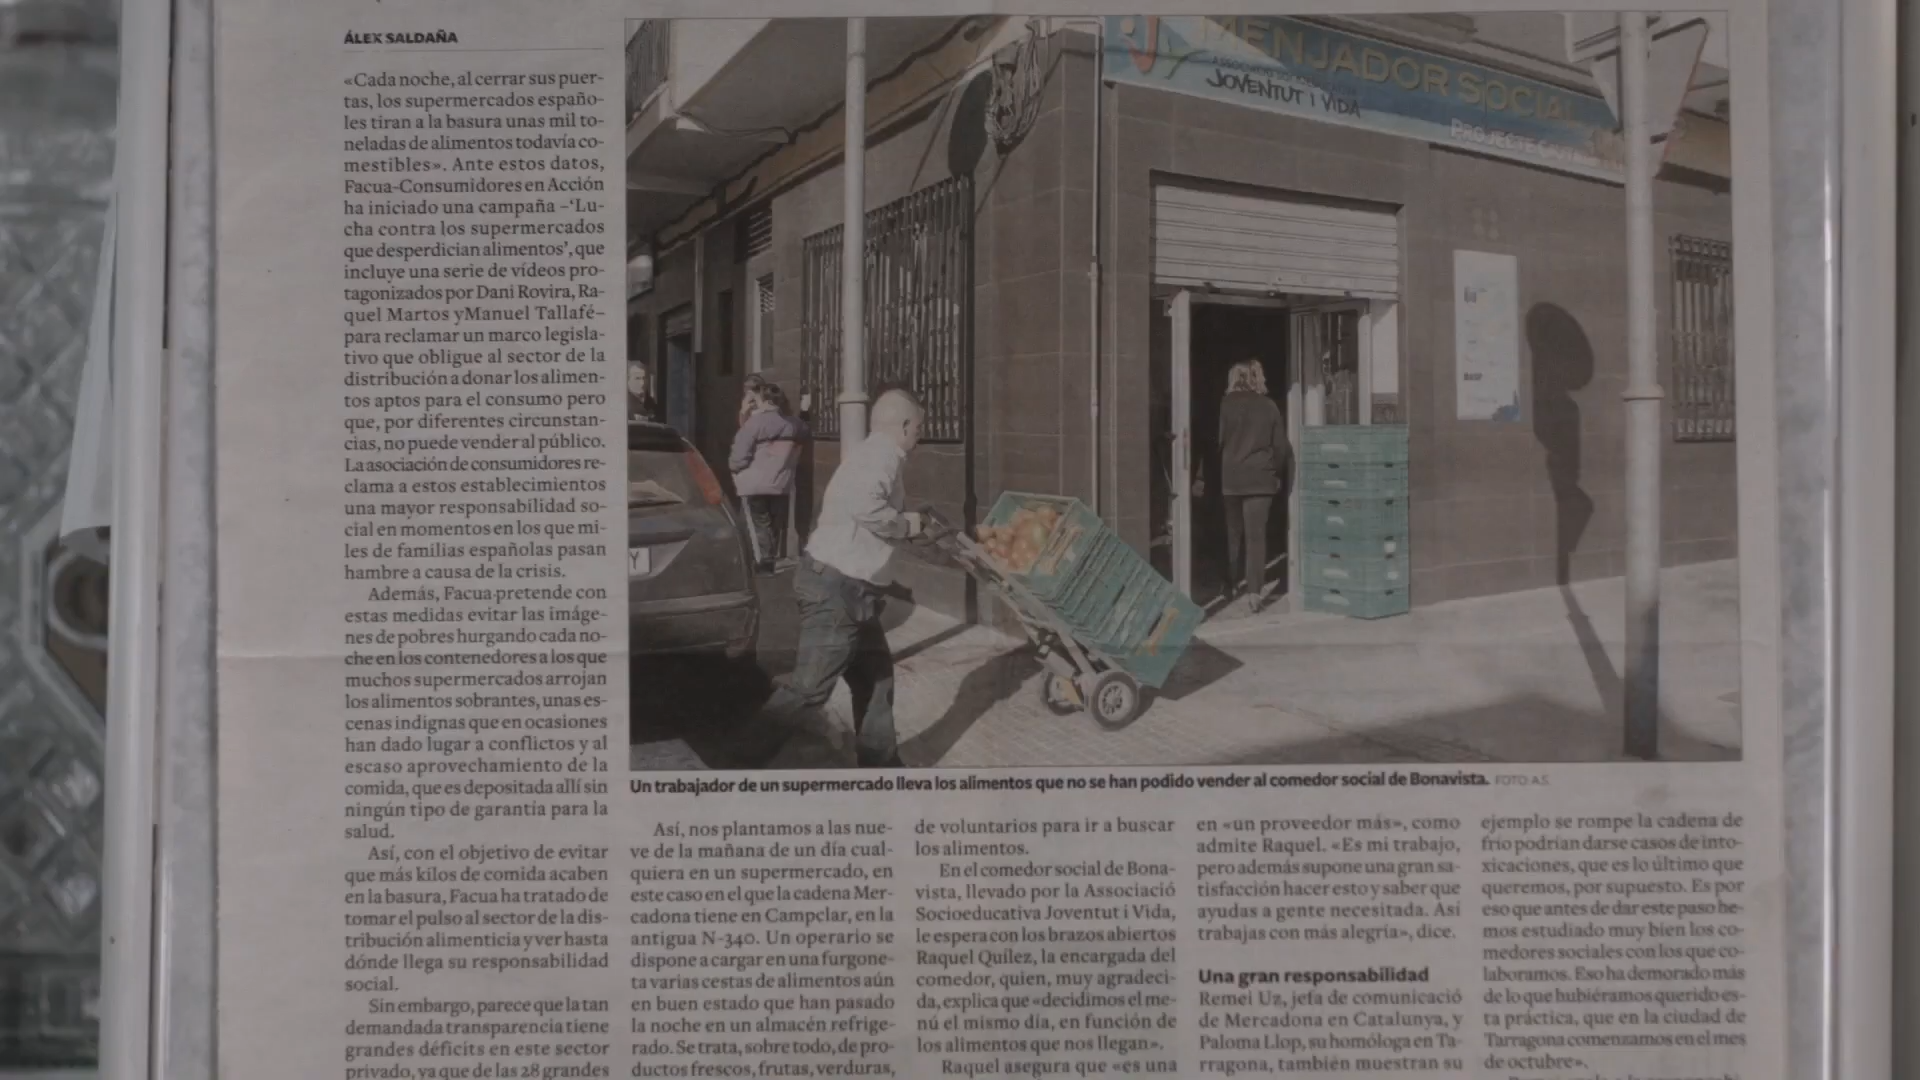 ÁLEX SALDAÑA
«Cada noche, al cerrar sus puer-
tas, los supermercados españo-
les tiran a la basura unas mil to-
neladas de alimentos todavía co-
mestibles». Ante estos datos,
Facua-Consumidores en Acción
ha iniciado una campaña –‘Lu-
cha contra los supermercados
que desperdician alimentos’, que
incluye una serie de vídeos pro-
tagonizados por Dani Rovira, Ra-
quel Martos yManuel Tallafé–
para reclamar un marco legisla-
tivo que obligue al sector de la
distribución a donar los alimen-
tos aptos para el consumo pero
que, por diferentes circunstan-
cias, no puede vender al público.
La asociación de consumidores re-
clama a estos establecimientos
una mayor responsabilidad so-
cial en momentos en los que mi-
les de familias españolas pasan
hambre a causa de la crisis.
Además, Facua pretende con
estas medidas evitar las imáge-
nes de pobres hurgando cada no-
che en los contenedores a los que
muchos supermercados arrojan
los alimentos sobrantes, unas es-
cenas indignas que en ocasiones
han dado lugar a conflictos y al
escaso aprovechamiento de la
comida, que es depositada allí sin
ningún tipo de garantía para la
salud.
Así, con el objetivo de evitar
que más kilos de comida acaben
en la basura, Facua ha tratado de
tomar el pulso al sector de la dis-
tribución alimenticia y ver hasta
dónde llega su responsabilidad
social.
Sin embargo, parece que la tan
demandada transparencia tiene
grandes déficits en este sector
privado, ya que de las 28 grandes
MENJADOR SOCIAL
JOVENTUT I VIDA
PROJECTE
Y
Un trabajador de un supermercado lleva los alimentos que no se han podido vender al comedor social de Bonavista. FOTO A.S.
Así, nos plantamos a las nue-
ve de la mañana de un día cual-
quiera en un supermercado, en
este caso en el que la cadena Mer-
cadona tiene en Campclar, en la
antigua N-340. Un operario se
dispone a cargar en una furgone-
ta varias cestas de alimentos aún
en buen estado que han pasado
la noche en un almacén refrige-
rado. Se trata, sobre todo, de pro-
ductos frescos, frutas, verduras,
de voluntarios para ir a buscar
los alimentos.
En el comedor social de Bona-
vista, llevado por la Associació
Socioeducativa Joventut i Vida,
le espera con los brazos abiertos
Raquel Quílez, la encargada del
comedor, quien, muy agradeci-
da, explica que «decidimos el me-
nú el mismo día, en función de
los alimentos que nos llegan».
Raquel asegura que «es una
en «un proveedor más», como
admite Raquel. «Es mi trabajo,
pero además supone una gran sa-
tisfacción hacer esto y saber que
ayudas a gente necesitada. Así
trabajas con más alegría», dice.
Una gran responsabilidad
Remei Uz, jefa de comunicació
de Mercadona en Catalunya, y
Paloma Llop, su homóloga en Ta-
rragona, también muestran su
ejemplo se rompe la cadena de
frío podrían darse casos de into-
xicaciones, que es lo último que
queremos, por supuesto. Es por
eso que antes de dar este paso he-
mos estudiado muy bien los co-
medores sociales con los que co-
laboramos. Eso ha demorado más
de lo que hubiéramos querido es-
ta práctica, que en la ciudad de
Tarragona comenzamos en el mes
de octubre».